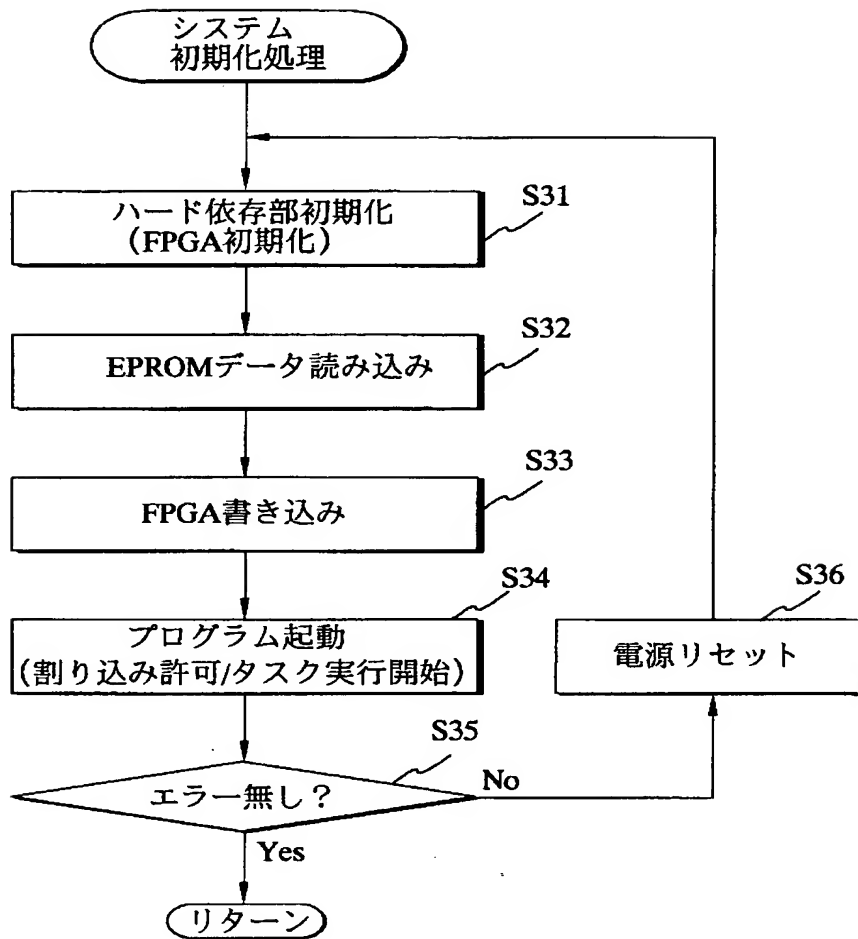 システム
初期化処理
S31
ハード依存部初期化
(FPGA初期化)
S32
EPROMデータ読み込み
S33
FPGA書き込み
S34
プログラム起動
(割り込み許可/タスク実行開始)
S36
電源リセット
S35
エラー無し?
No
Yes
リターン